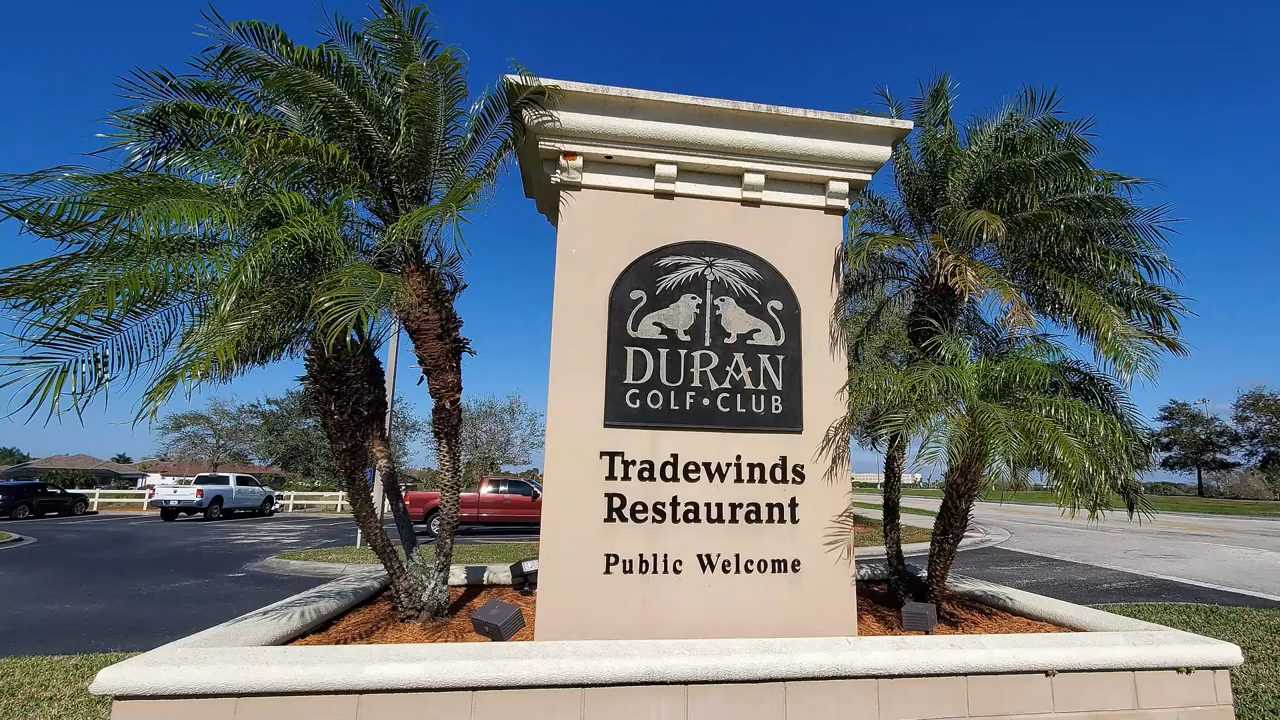 DURAN
GOLF•CLUB
Tradewinds
Restaurant
Public Welcome